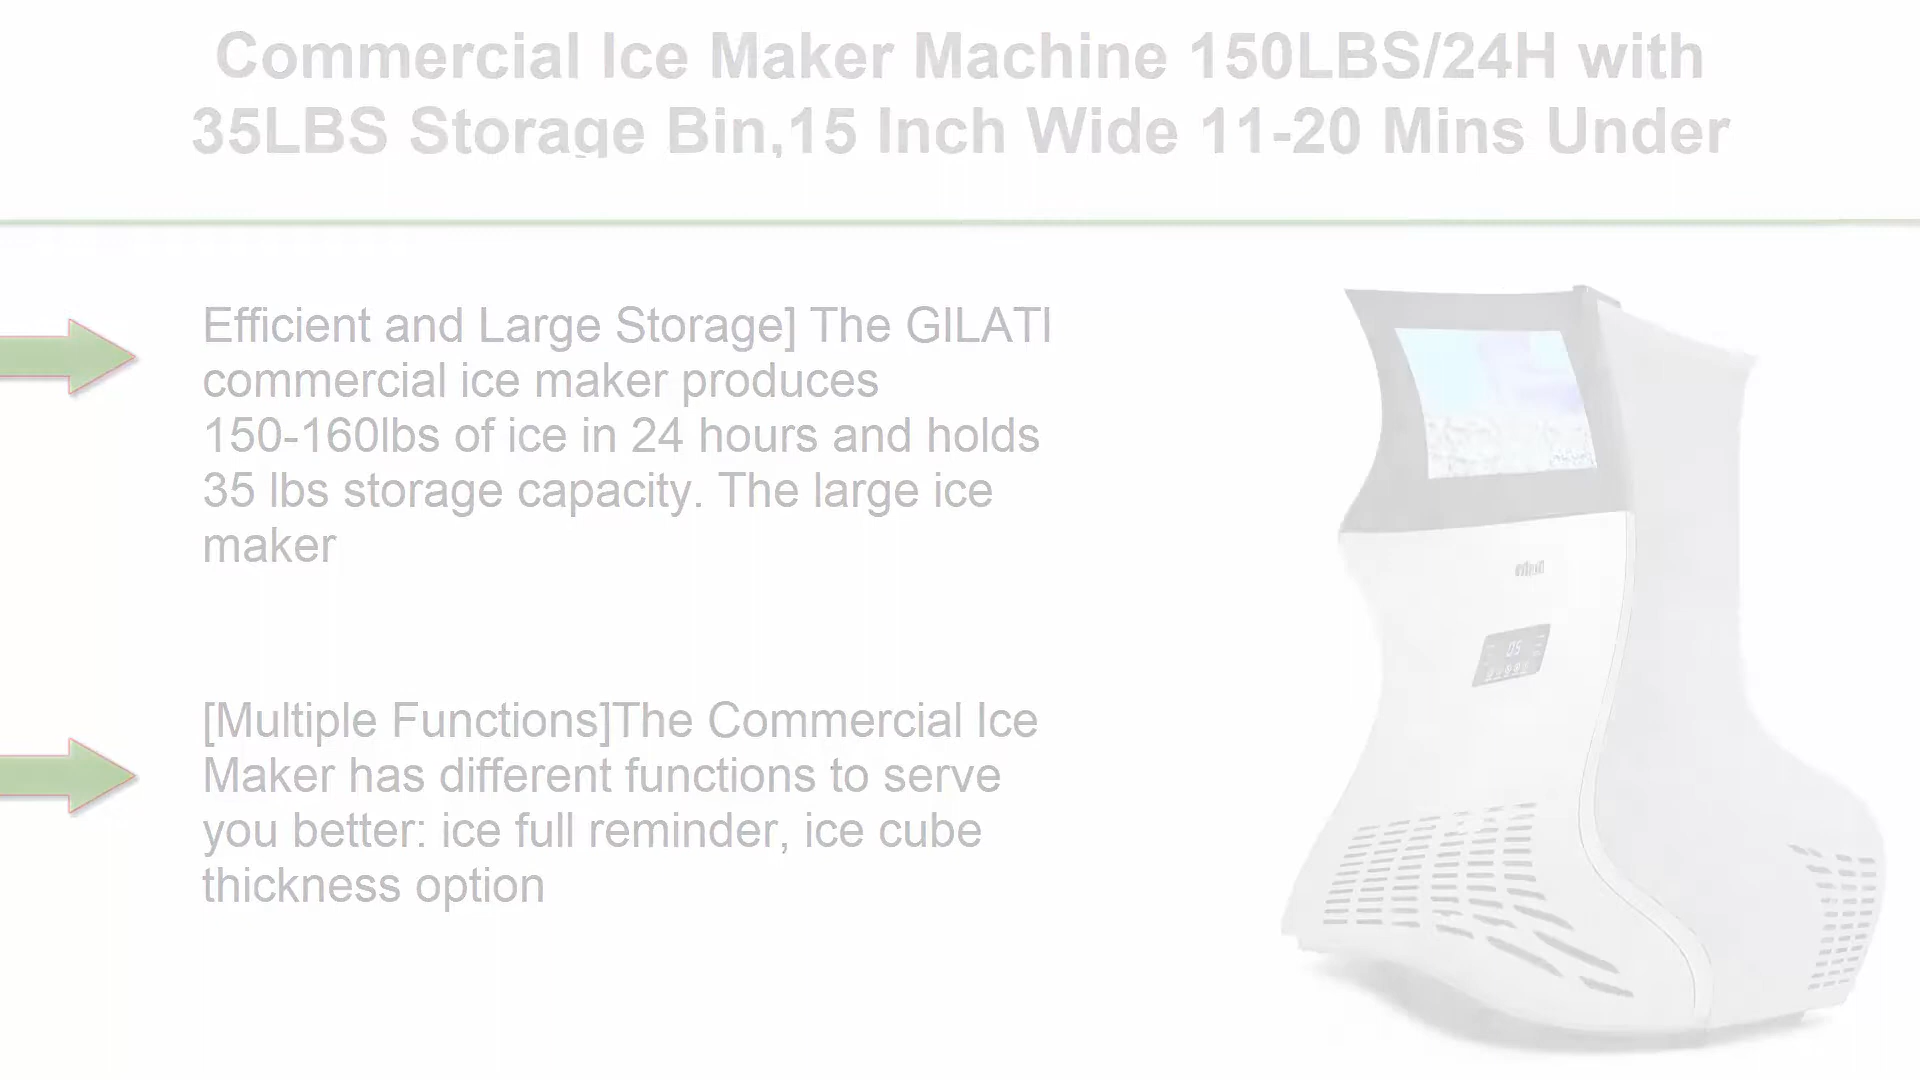 Commercial Ice Maker Machine 150LBS/24H with
35LBS Storage Bin,15 Inch Wide 11-20 Mins Under
Efficient and Large Storage] The GILATI
commercial ice maker produces
150-160lbs of ice in 24 hours and holds
35 lbs storage capacity. The large ice
maker
[Multiple Functions]The Commercial Ice
Maker has different functions to serve
you better: ice full reminder, ice cube
thickness option
05